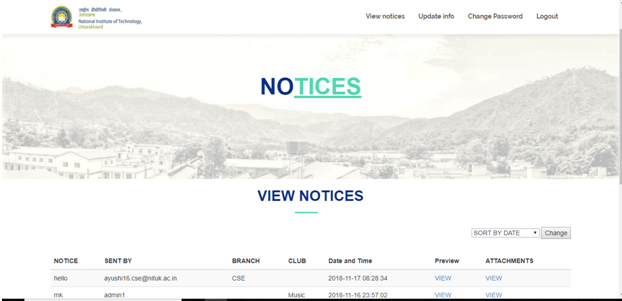 राष्ट्रीय प्रौद्योगिकी संस्थान,
उत्तराखण्ड
National Institute of Technology,
Uttarakhand
View notices Update info Change Password Logout
NOTICES
VIEW NOTICES
SORT BY DATE Change
NOTICE SENT BY BRANCH CLUB Date and Time Preview ATTACHMENTS
hello ayushi16.cse@nituk.ac.in CSE 2018-11-17 08:28:34 VIEW VIEW
mk. admin1 Music 2018-11-16 23:57:02 VIEW VIEW